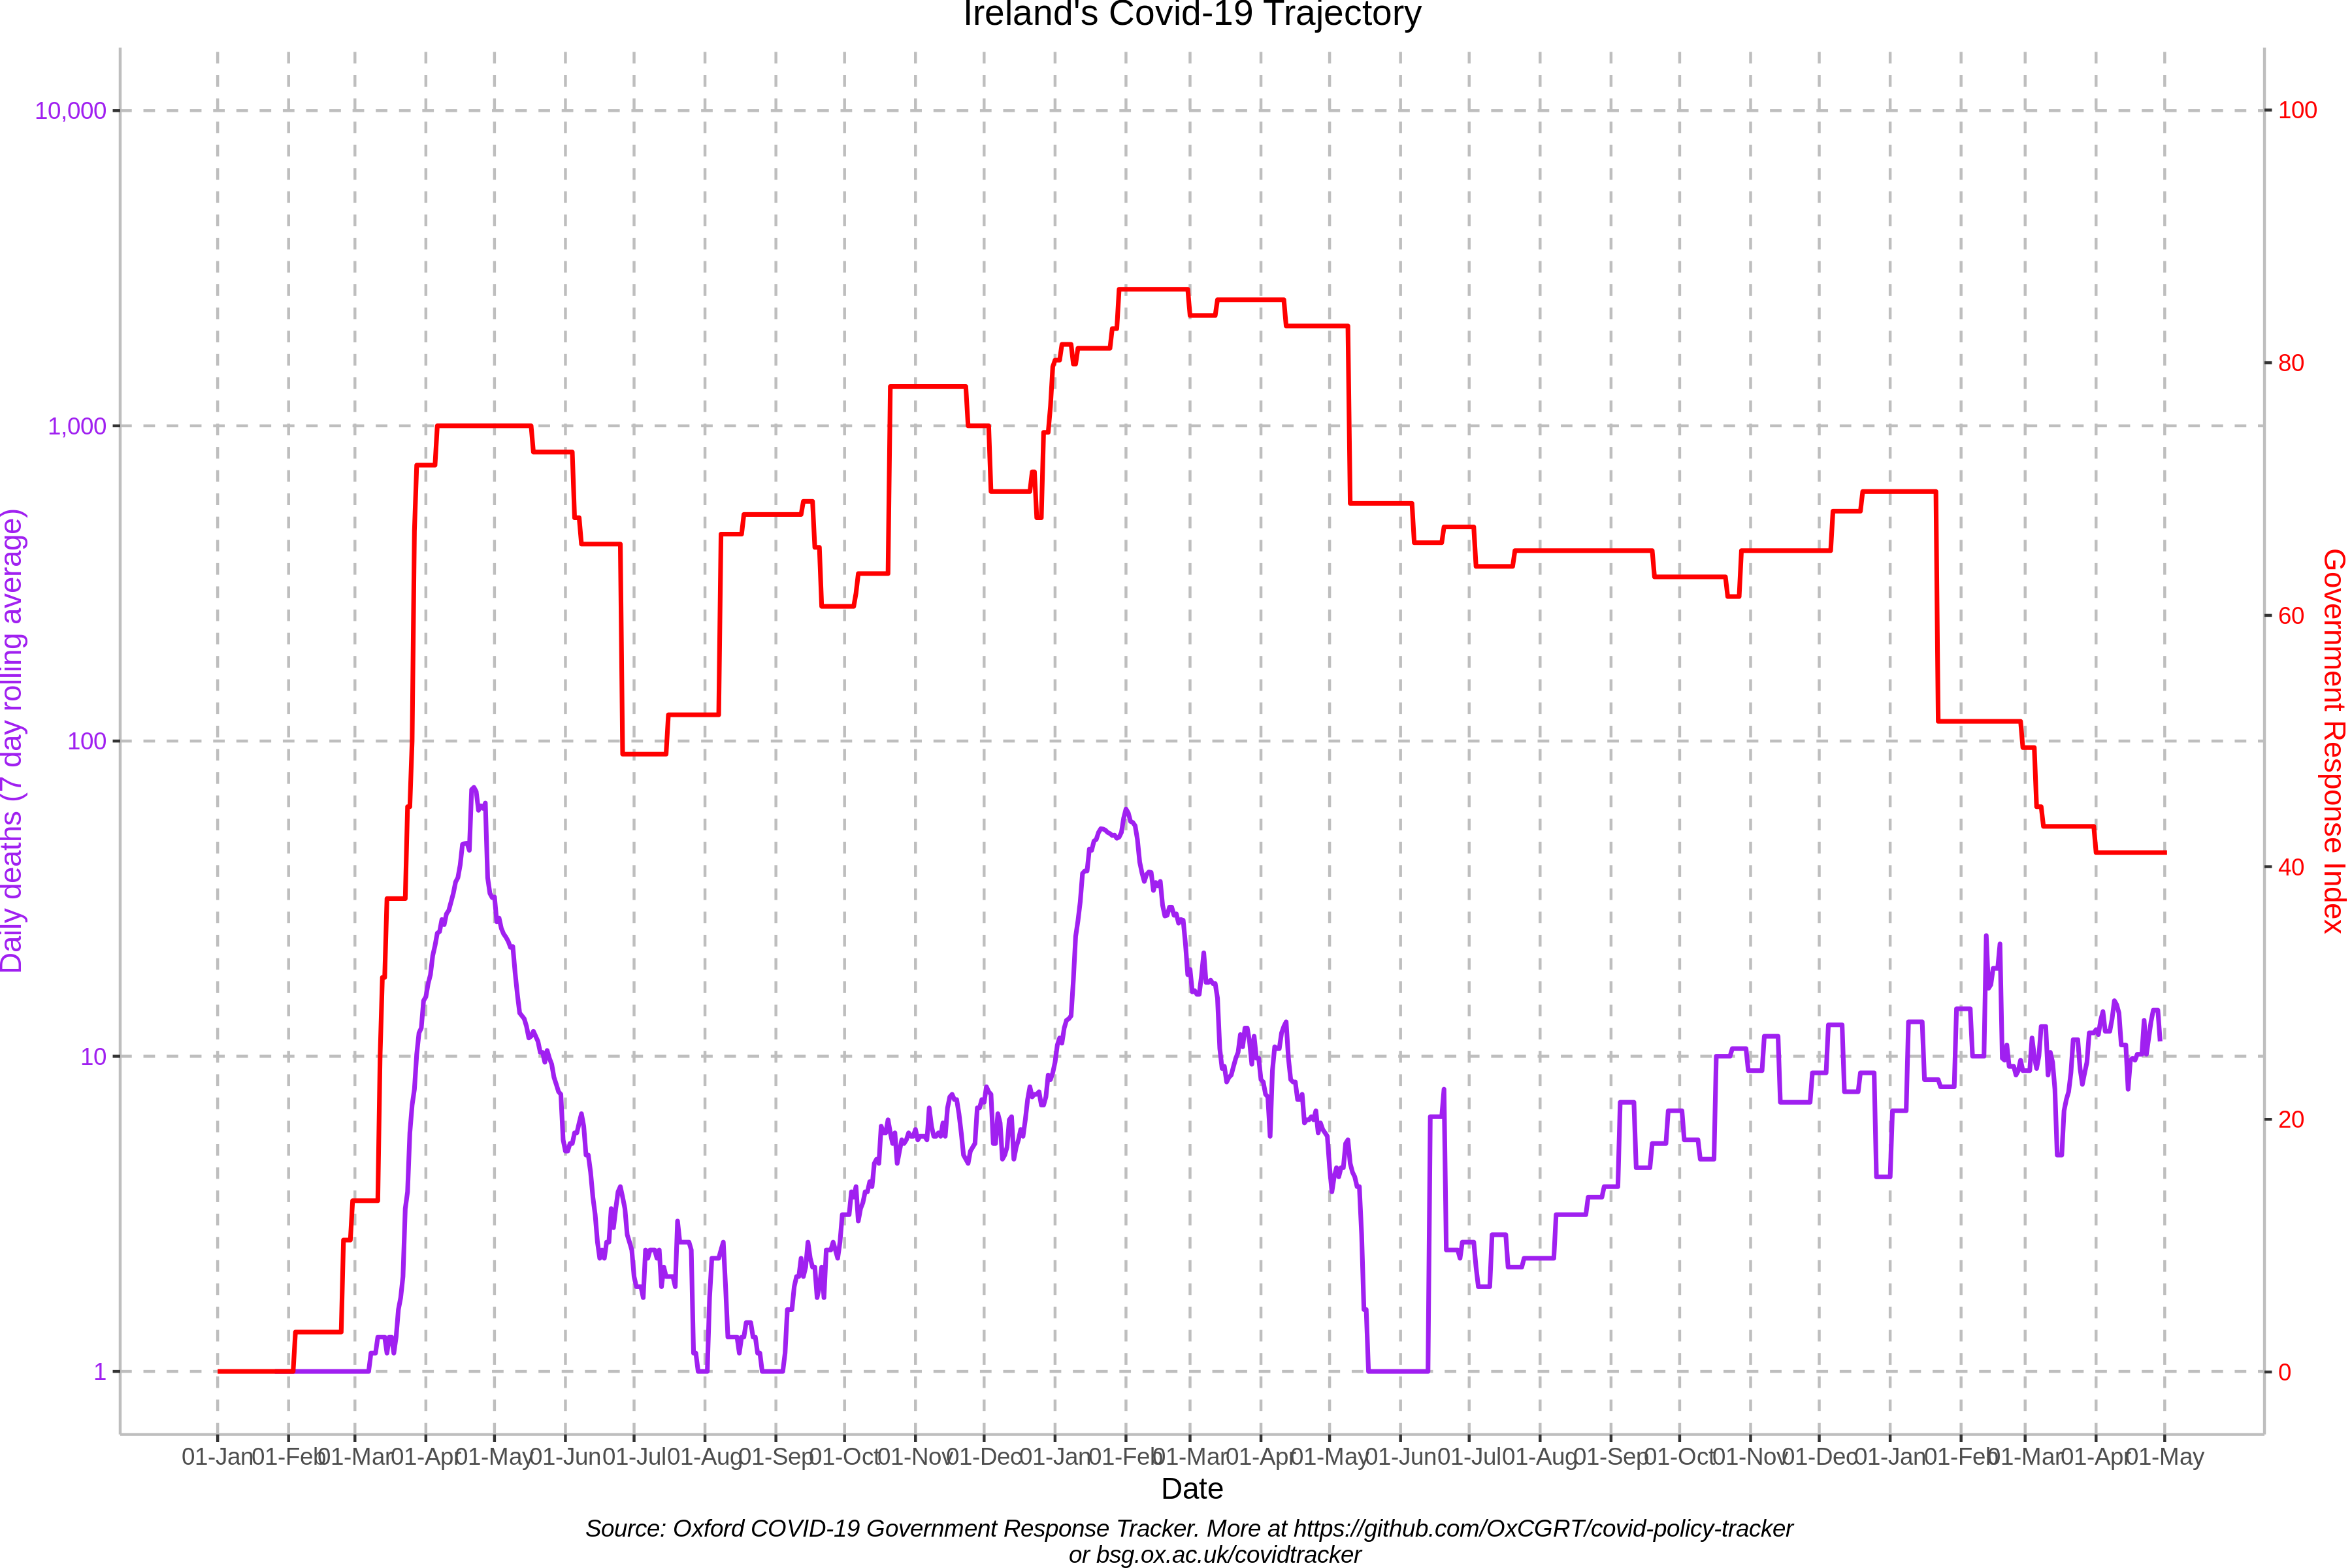 Ireland's Covid-19 Trajectory
10,000
1,000
100
10
1
Daily deaths (7 day rolling average)
100
80
60
40
20
0
Government Response Index
01-Jan 01-Feb 01-Mar 01-Apr 01-May 01-Jun 01-Jul 01-Aug 01-Sep 01-Oct 01-Nov 01-Dec 01-Jan 01-Feb 01-Mar 01-Apr 01-May 01-Jun 01-Jul 01-Aug 01-Sep 01-Oct 01-Nov 01-Dec 01-Jan 01-Feb 01-Mar 01-Apr 01-May
Date
Source: Oxford COVID-19 Government Response Tracker. More at https://github.com/OxCGRT/covid-policy-tracker
or bsg.ox.ac.uk/covidtracker